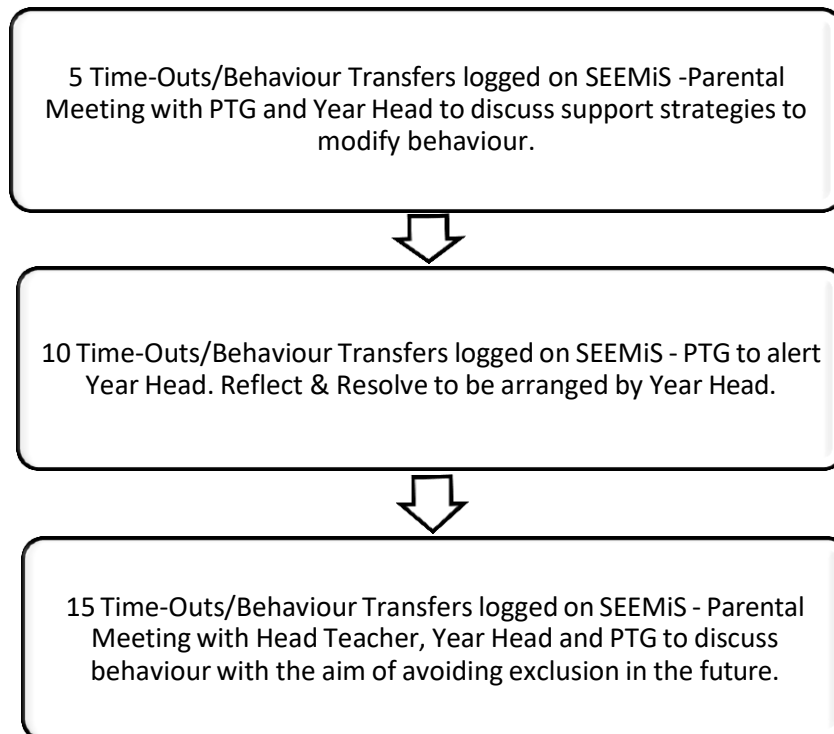 5 Time-Outs/Behaviour Transfers logged on SEEMiS -Parental
Meeting with PTG and Year Head to discuss support strategies to
modify behaviour.
10 Time-Outs/Behaviour Transfers logged on SEEMiS - PTG to alert
Year Head. Reflect & Resolve to be arranged by Year Head.
15 Time-Outs/Behaviour Transfers logged on SEEMiS - Parental
Meeting with Head Teacher, Year Head and PTG to discuss
behaviour with the aim of avoiding exclusion in the future.